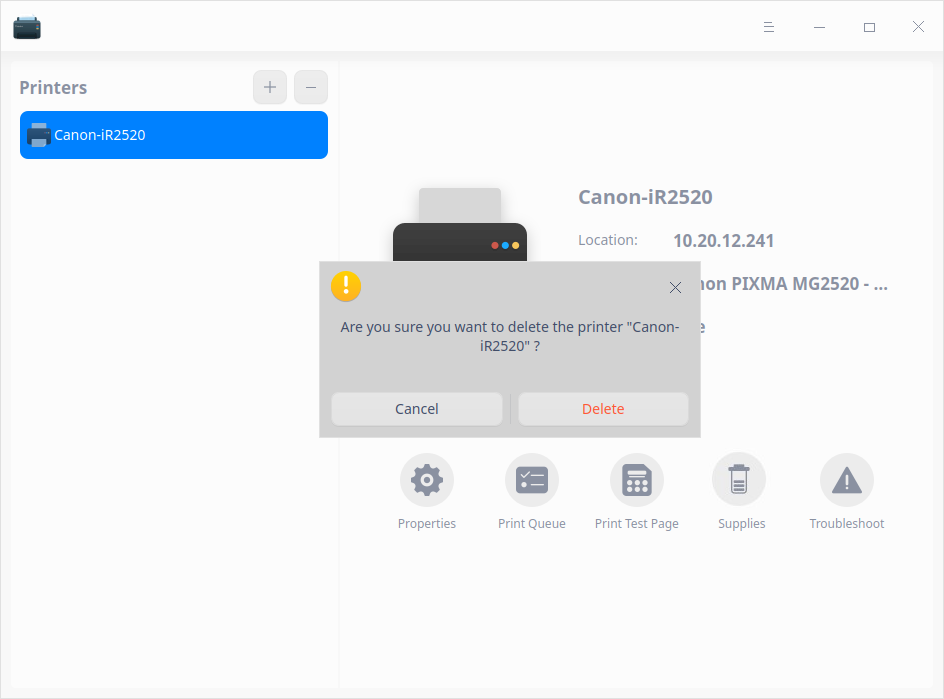 Printers
Canon-iR2520
Canon-iR2520
Location:
10.20.12.241
PIXMA MG2520 - ...
Are you sure you want to delete the printer "Canon-
iR2520" ?
Cancel
Delete
Properties
Print Queue
Print Test Page
Supplies
Troubleshoot